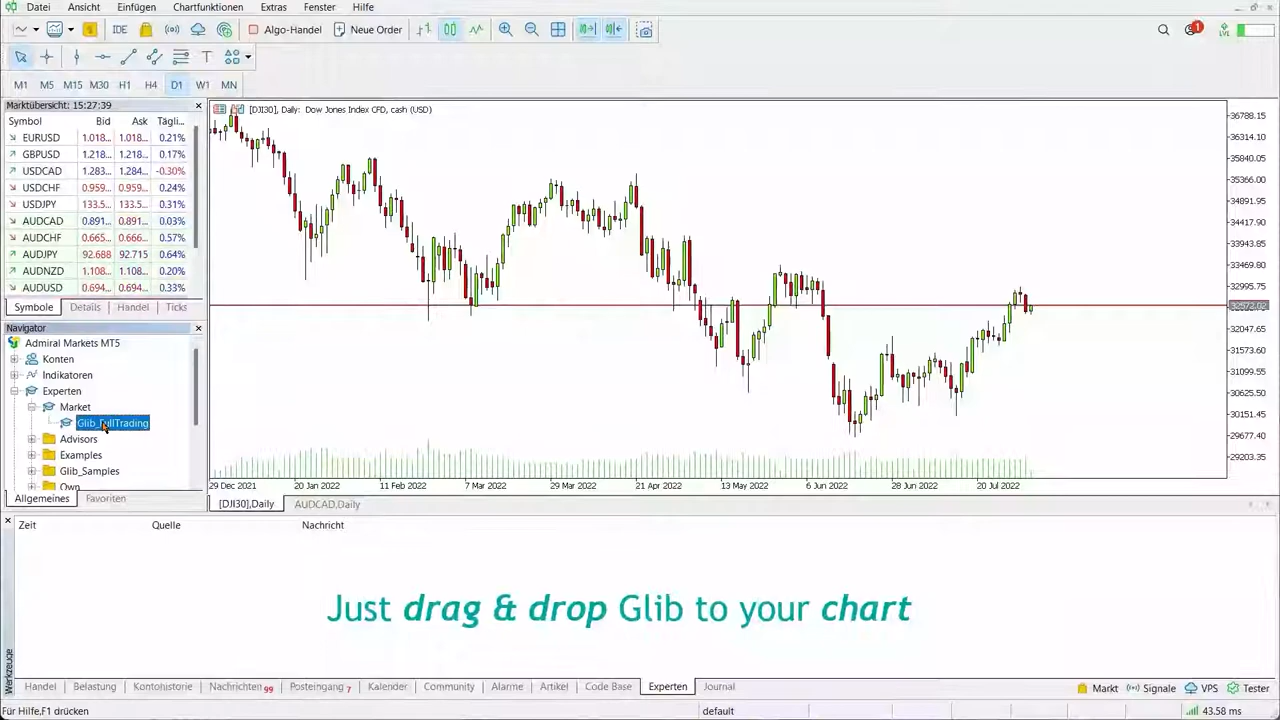 Datei Ansicht Chartfunktionen Extras Fenster Hilfe
IDE Algo-Handel Neue Order 1 LVL
M1 M5 M15 M30 H1 H4 D1 W1 MN
Marktübersicht: 15:27:39
Symbol Bid Ask Tägli...
EURUSD 1.018... 1.018... 0.21%
GBPUSD 1.218... 1.218... 0.17%
USDCAD 1.283... 1.284... -0.30%
USDCHF 0.959... 0.959... 0.24%
USDJPY 133.5... 133.5... 0.31%
AUDCAD 0.891... 0.891... 0.03%
AUDCHF 0.665... 0.666... 0.57%
AUDJPY 92.688 92.715 0.64%
AUDNZD 1.108... 1.108... 0.20%
AUDUSD 0.694... 0.694... 0.33%
Symbole Details Handel Ticks
Navigator
Admiral Markets MT5
Konten
Indikatoren
Experten
Market
Glib_FullTrading
Advisors
Examples
Glib_Samples
Own
Allgemeines Favoriten
[DJI30], Daily: Dow Jones Index CFD, cash (USD)
36788.15
36314.10
35840.05
35366.00
34891.95
34417.90
33943.85
33469.80
32995.75
32572.02
32047.65
31573.60
31099.55
30625.50
30151.45
29677.40
29203.35
29 Dec 2021 20 Jan 2022 11 Feb 2022 7 Mar 2022 29 Mar 2022 21 Apr 2022 13 May 2022 6 Jun 2022 28 Jun 2022 20 Jul 2022
[DJI30],Daily AUDCAD,Daily
Zeit Quelle Nachricht
Just drag & drop Glib to your chart
Werkzeuge
Handel Belastung Kontohistorie Nachrichten 99 Posteingang 7 Kalender Community Alarme Artikel Code Base Experten Journal
Markt Signale VPS Tester
Für Hilfe,F1 drücken default 43.58 ms